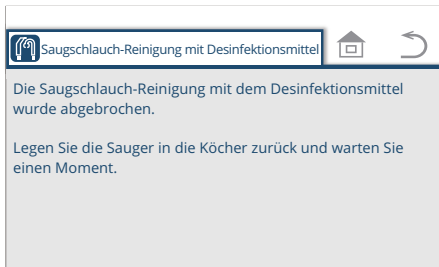 Saugschlauch-Reinigung mit Desinfektionsmittel
Die Saugschlauch-Reinigung mit dem Desinfektionsmittel
wurde abgebrochen.
Legen Sie die Sauger in die Köcher zurück und warten Sie
einen Moment.